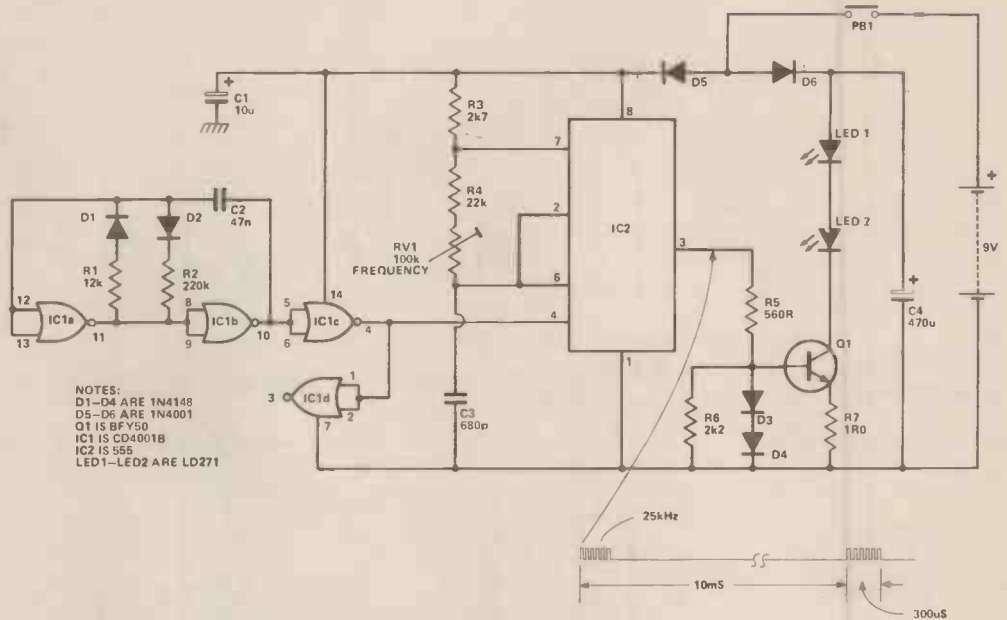 PB1
+
D5
D6
+
C1
10u
R3
2k7
8
7
LED 1
R4
22k
D1
D2
C2
47n
2
IC2
LED 2
+
9V
3
RV1
100k
FREQUENCY
R1
12k
R2
220k
6
12
13
IC1a
11
8
9
IC1b
10
5
6
IC1c
14
4
4
R5
560R
+
C4
470u
Q1
1
3
IC1d
1
2
7
C3
680p
R6
2k2
D3
D4
R7
1R0
NOTES:
D1–D4 ARE 1N4148
D5–D6 ARE 1N4001
Q1 IS BFY50
IC1 IS CD4001B
IC2 IS 555
LED1–LED2 ARE LD271
25kHz
10mS
300uS